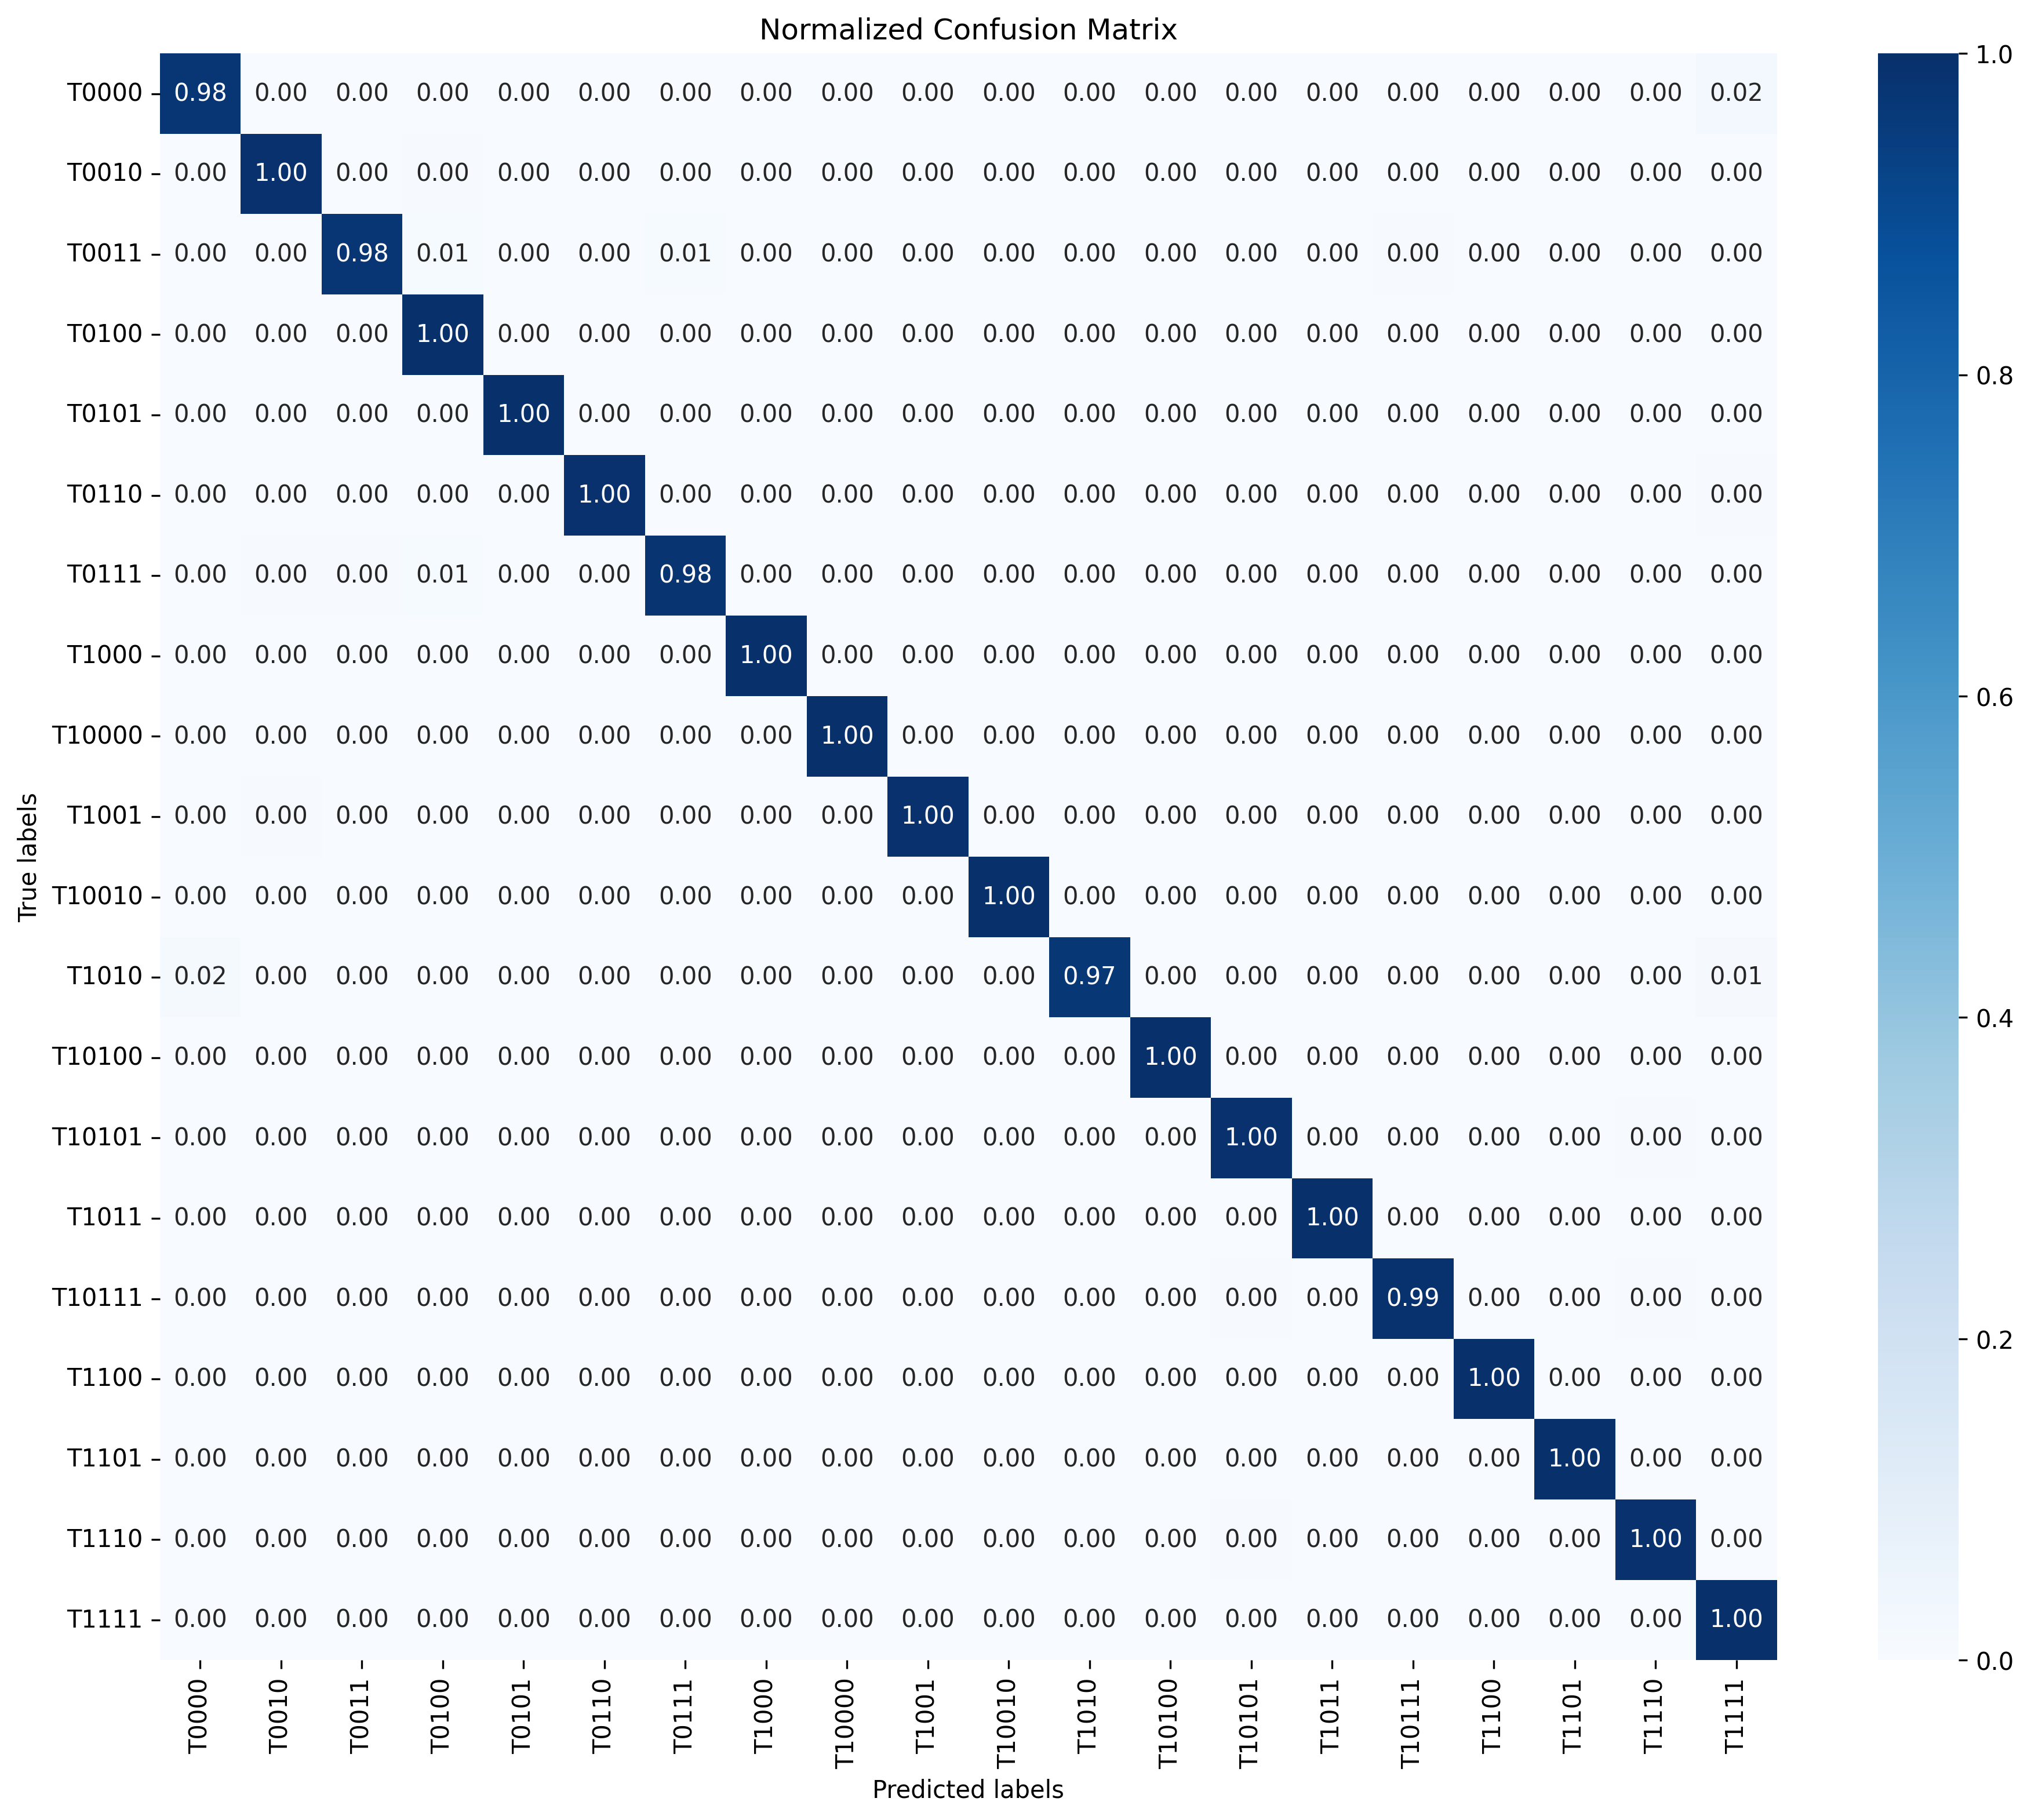 Normalized Confusion Matrix
T0000 0.98 0.00 0.00 0.00 0.00 0.00 0.00 0.00 0.00 0.00 0.00 0.00 0.00 0.00 0.00 0.00 0.00 0.00 0.00 0.02
T0010 0.00 1.00 0.00 0.00 0.00 0.00 0.00 0.00 0.00 0.00 0.00 0.00 0.00 0.00 0.00 0.00 0.00 0.00 0.00 0.00
T0011 0.00 0.00 0.98 0.01 0.00 0.00 0.01 0.00 0.00 0.00 0.00 0.00 0.00 0.00 0.00 0.00 0.00 0.00 0.00 0.00
T0100 0.00 0.00 0.00 1.00 0.00 0.00 0.00 0.00 0.00 0.00 0.00 0.00 0.00 0.00 0.00 0.00 0.00 0.00 0.00 0.00
T0101 0.00 0.00 0.00 0.00 1.00 0.00 0.00 0.00 0.00 0.00 0.00 0.00 0.00 0.00 0.00 0.00 0.00 0.00 0.00 0.00
T0110 0.00 0.00 0.00 0.00 0.00 1.00 0.00 0.00 0.00 0.00 0.00 0.00 0.00 0.00 0.00 0.00 0.00 0.00 0.00 0.00
T0111 0.00 0.00 0.00 0.01 0.00 0.00 0.98 0.00 0.00 0.00 0.00 0.00 0.00 0.00 0.00 0.00 0.00 0.00 0.00 0.00
T1000 0.00 0.00 0.00 0.00 0.00 0.00 0.00 1.00 0.00 0.00 0.00 0.00 0.00 0.00 0.00 0.00 0.00 0.00 0.00 0.00
T10000 0.00 0.00 0.00 0.00 0.00 0.00 0.00 0.00 1.00 0.00 0.00 0.00 0.00 0.00 0.00 0.00 0.00 0.00 0.00 0.00
T1001 0.00 0.00 0.00 0.00 0.00 0.00 0.00 0.00 0.00 1.00 0.00 0.00 0.00 0.00 0.00 0.00 0.00 0.00 0.00 0.00
T10010 0.00 0.00 0.00 0.00 0.00 0.00 0.00 0.00 0.00 0.00 1.00 0.00 0.00 0.00 0.00 0.00 0.00 0.00 0.00 0.00
T1010 0.02 0.00 0.00 0.00 0.00 0.00 0.00 0.00 0.00 0.00 0.00 0.97 0.00 0.00 0.00 0.00 0.00 0.00 0.00 0.01
T10100 0.00 0.00 0.00 0.00 0.00 0.00 0.00 0.00 0.00 0.00 0.00 0.00 1.00 0.00 0.00 0.00 0.00 0.00 0.00 0.00
T10101 0.00 0.00 0.00 0.00 0.00 0.00 0.00 0.00 0.00 0.00 0.00 0.00 0.00 1.00 0.00 0.00 0.00 0.00 0.00 0.00
T1011 0.00 0.00 0.00 0.00 0.00 0.00 0.00 0.00 0.00 0.00 0.00 0.00 0.00 0.00 1.00 0.00 0.00 0.00 0.00 0.00
T10111 0.00 0.00 0.00 0.00 0.00 0.00 0.00 0.00 0.00 0.00 0.00 0.00 0.00 0.00 0.00 0.99 0.00 0.00 0.00 0.00
T1100 0.00 0.00 0.00 0.00 0.00 0.00 0.00 0.00 0.00 0.00 0.00 0.00 0.00 0.00 0.00 0.00 1.00 0.00 0.00 0.00
T1101 0.00 0.00 0.00 0.00 0.00 0.00 0.00 0.00 0.00 0.00 0.00 0.00 0.00 0.00 0.00 0.00 0.00 1.00 0.00 0.00
T1110 0.00 0.00 0.00 0.00 0.00 0.00 0.00 0.00 0.00 0.00 0.00 0.00 0.00 0.00 0.00 0.00 0.00 0.00 1.00 0.00
T1111 0.00 0.00 0.00 0.00 0.00 0.00 0.00 0.00 0.00 0.00 0.00 0.00 0.00 0.00 0.00 0.00 0.00 0.00 0.00 1.00
True labels
T0000 T0010 T0011 T0100 T0101 T0110 T0111 T1000 T10000 T1001 T10010 T1010 T10100 T10101 T1011 T10111 T1100 T1101 T1110 T1111
Predicted labels
1.0
0.8
0.6
0.4
0.2
0.0